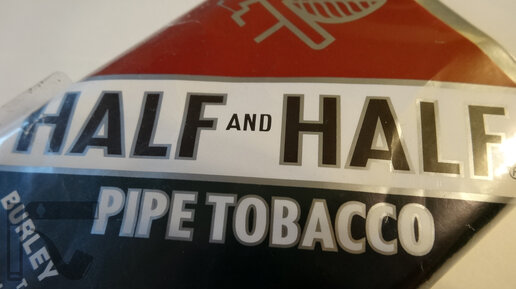 HALF AND HALF
PIPE TOBACCO
BURLEY